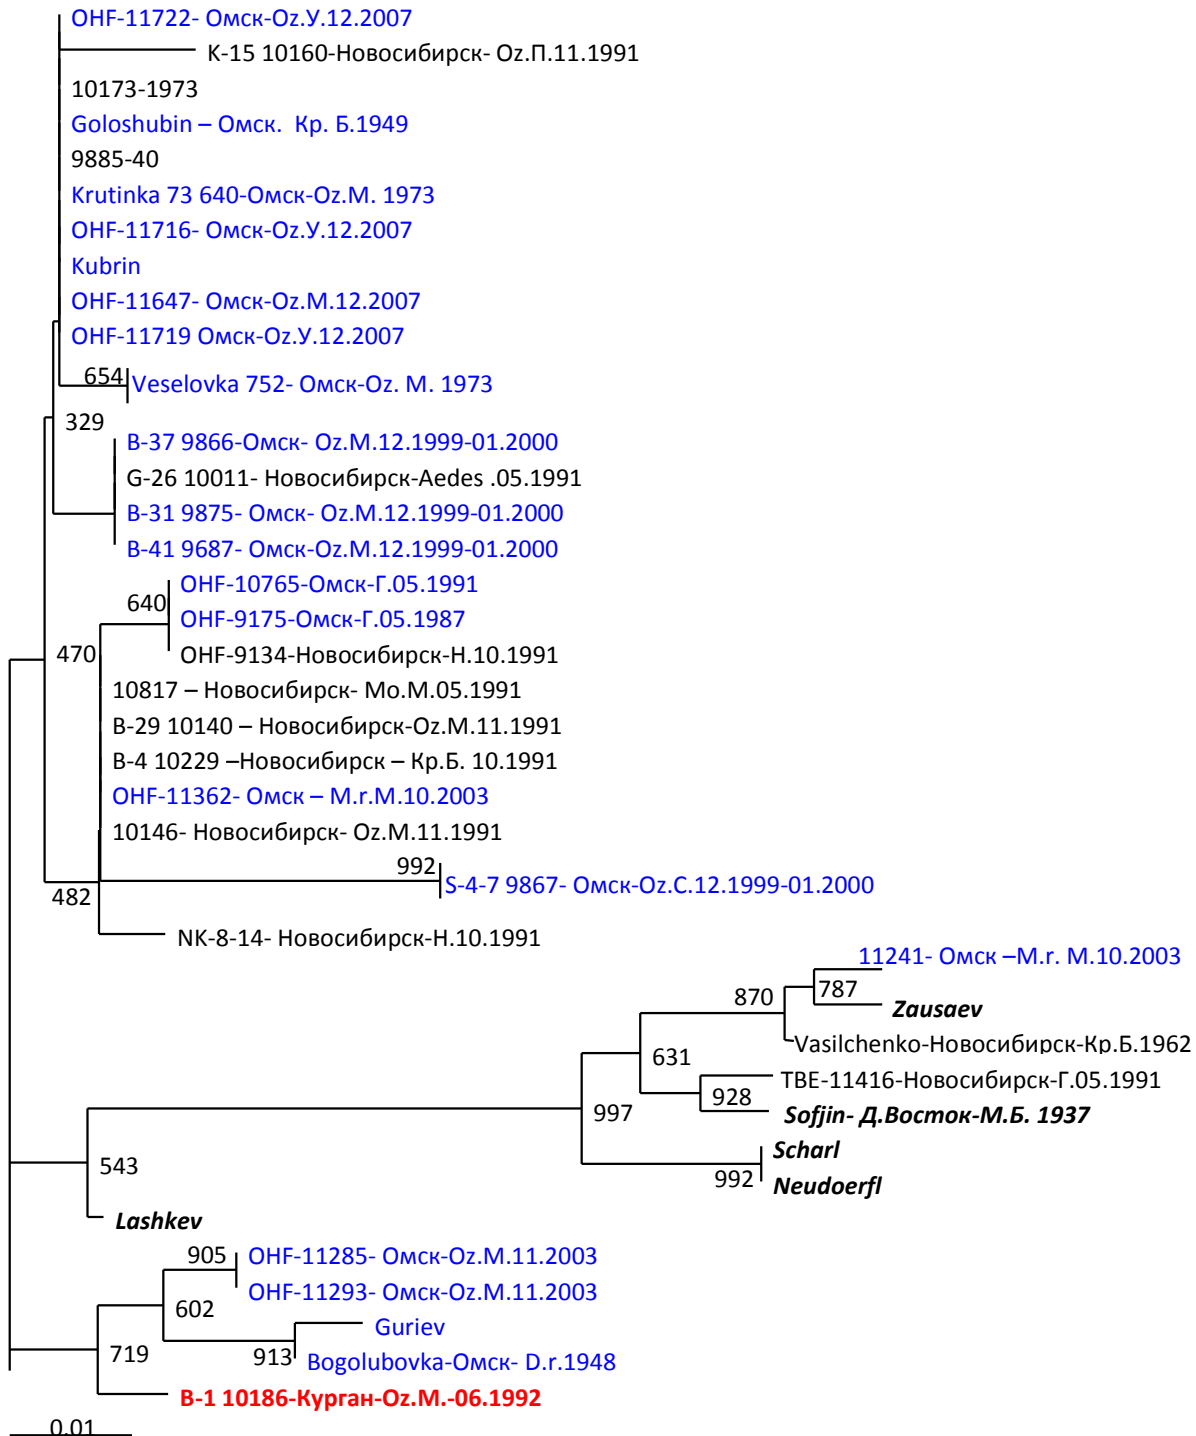 OHF-11722- Омск-Oz.У.12.2007
K-15 10160-Новосибирск- Oz.П.11.1991
10173-1973
Goloshubin – Омск.  Кр. Б.1949
9885-40
Krutinka 73 640-Омск-Oz.М. 1973
OHF-11716- Омск-Oz.У.12.2007
Kubrin
OHF-11647- Омск-Oz.М.12.2007
OHF-11719 Омск-Oz.У.12.2007
654
Veselovka 752- Омск-Oz. М. 1973
329
B-37 9866-Омск- Oz.М.12.1999-01.2000
G-26 10011- Новосибирск-Aedes .05.1991
B-31 9875- Омск- Oz.М.12.1999-01.2000
B-41 9687- Омск-Oz.М.12.1999-01.2000
OHF-10765-Омск-Г.05.1991
640
OHF-9175-Омск-Г.05.1987
470
OHF-9134-Новосибирск-Н.10.1991
10817 – Новосибирск- Мо.М.05.1991
B-29 10140 – Новосибирск-Oz.М.11.1991
B-4 10229 –Новосибирск – Кр.Б. 10.1991
OHF-11362- Омск – M.r.М.10.2003
10146- Новосибирск- Oz.М.11.1991
992
S-4-7 9867- Омск-Oz.С.12.1999-01.2000
482
NK-8-14- Новосибирск-Н.10.1991
11241- Омск –M.r. М.10.2003
787
870
Zausaev
Vasilchenko-Новосибирск-Кр.Б.1962
631
TBE-11416-Новосибирск-Г.05.1991
928
997
Sofjin- Д.Восток-М.Б. 1937
Scharl
543
992
Neudoerfl
Lashkev
905
OHF-11285- Омск-Oz.М.11.2003
OHF-11293- Омск-Oz.М.11.2003
602
Guriev
719
913
Bogolubovka-Омск- D.r.1948
B-1 10186-Курган-Oz.М.-06.1992
0.01